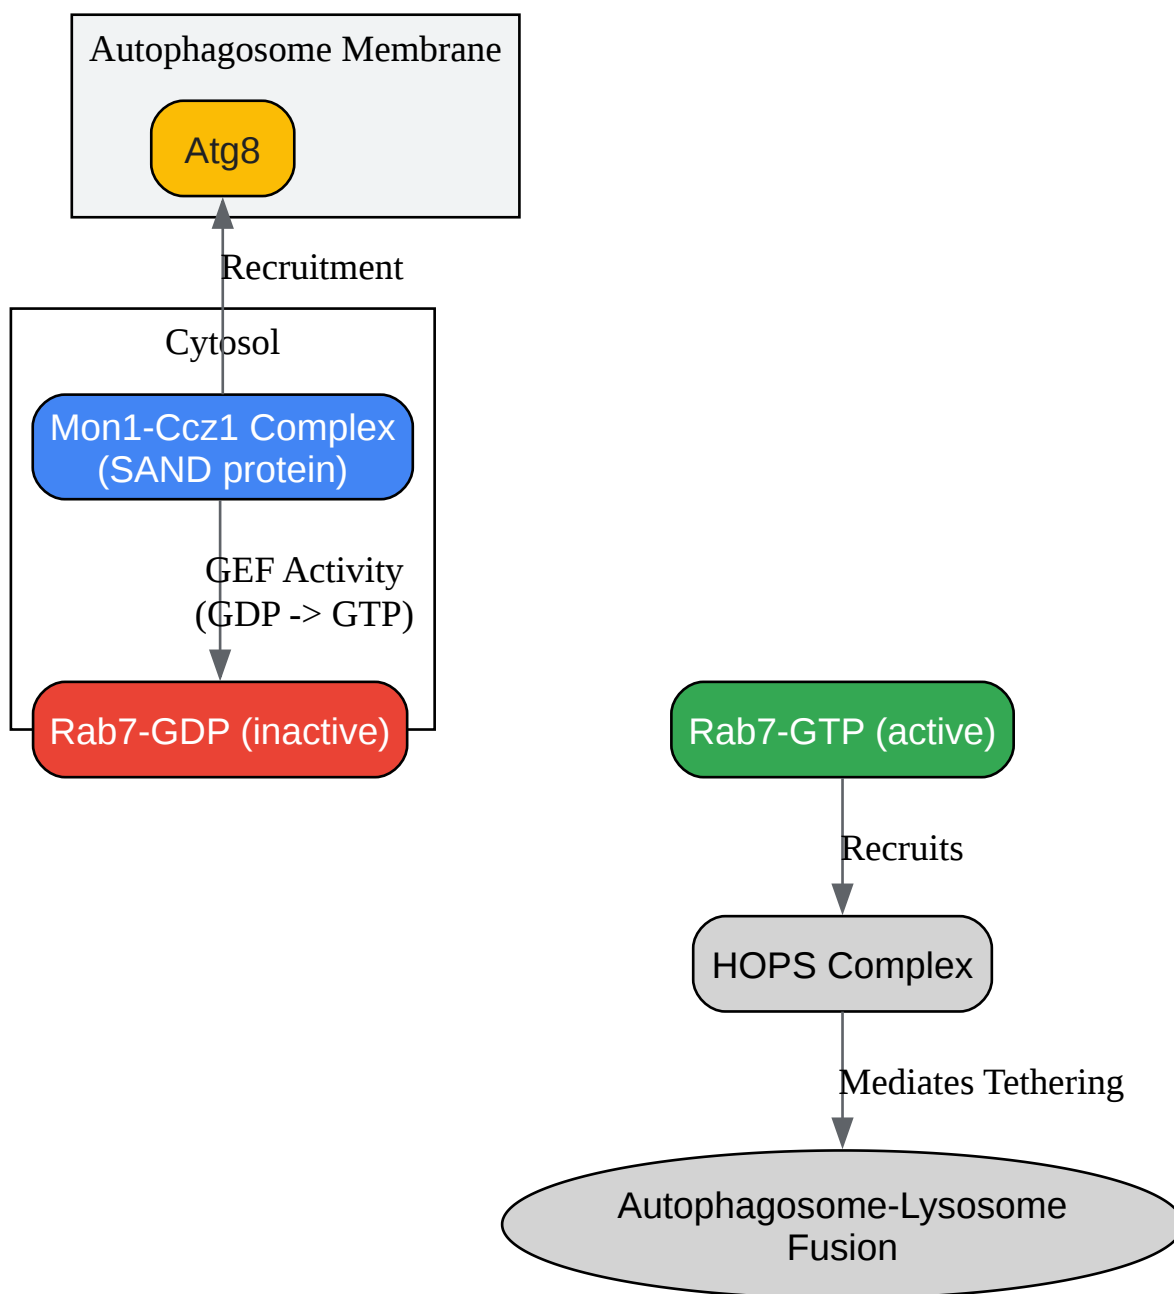 Autophagosome Membrane
Atg8
Recruitment
Cytosol
Mon1-Ccz1 Complex
(SAND protein)
GEF Activity
(GDP -> GTP)
Rab7-GDP (inactive)
Rab7-GTP (active)
Recruits
HOPS Complex
Mediates Tethering
Autophagosome-Lysosome
Fusion